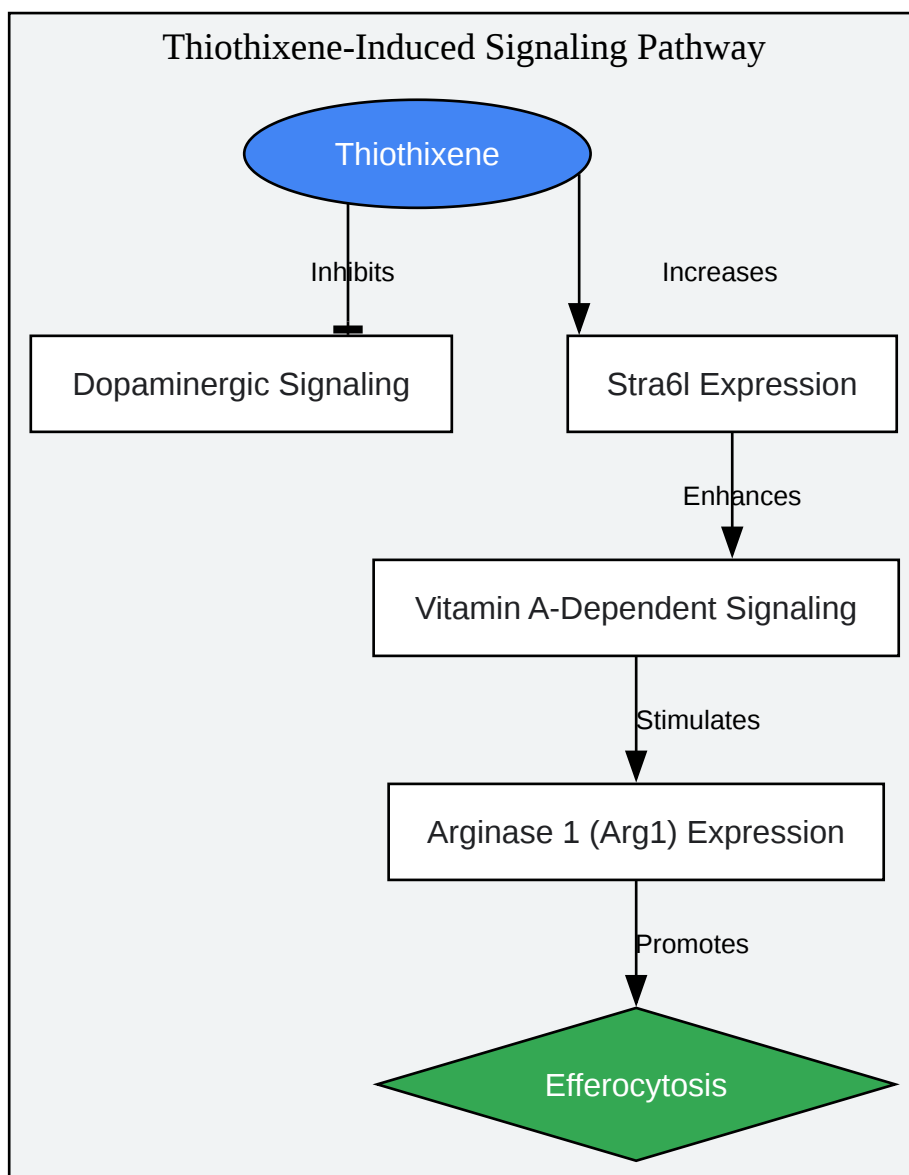 Thiothixene-Induced Signaling Pathway
Thiothixene
Inhibits
Increases
Dopaminergic Signaling
Stra6l Expression
Enhances
Vitamin A-Dependent Signaling
Stimulates
Arginase 1 (Arg1) Expression
Promotes
Efferocytosis